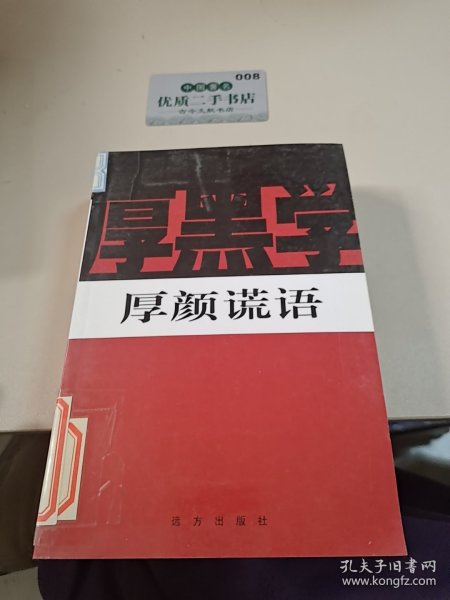 008
中国著名
优质二手书店
古今文献书店
厚黑学
厚颜谎语
远方出版社
孔夫子旧书网
www.kongfz.com